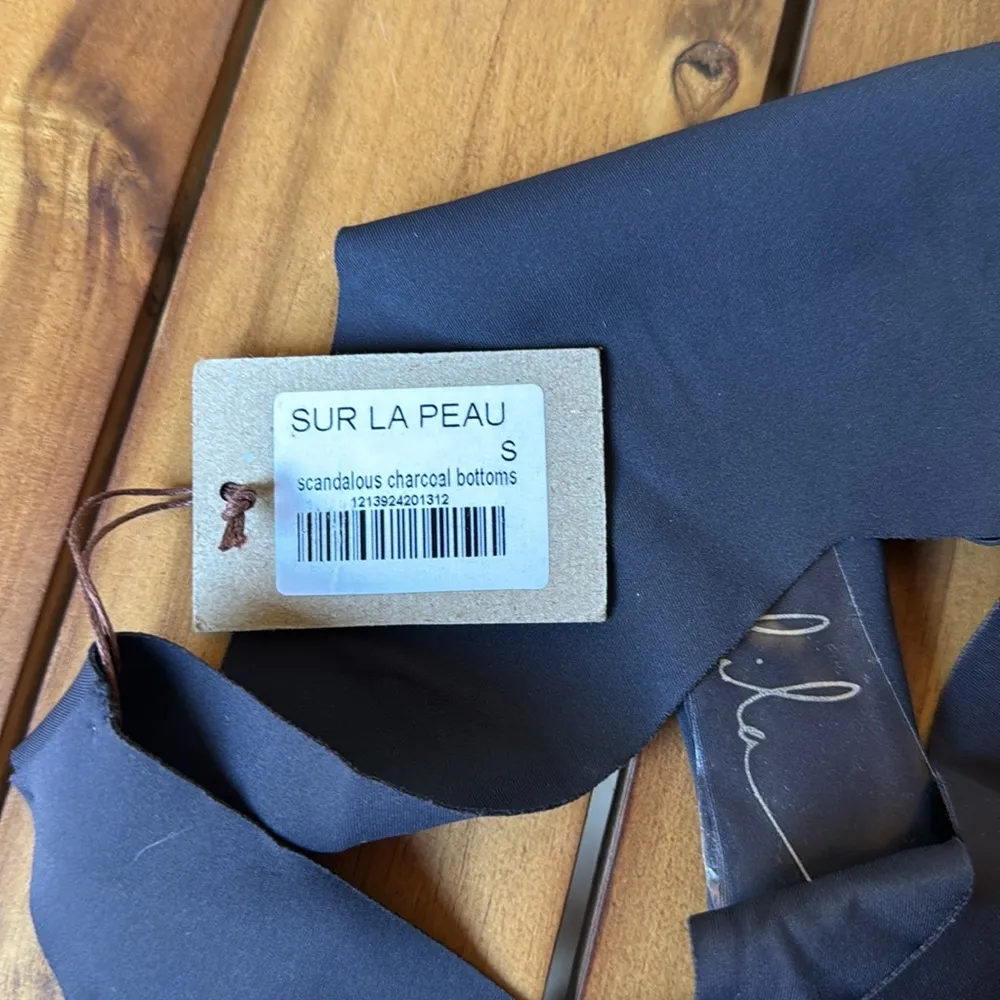 SUR LA PEAU
S
scandalous charcoal bottoms
1213924201312